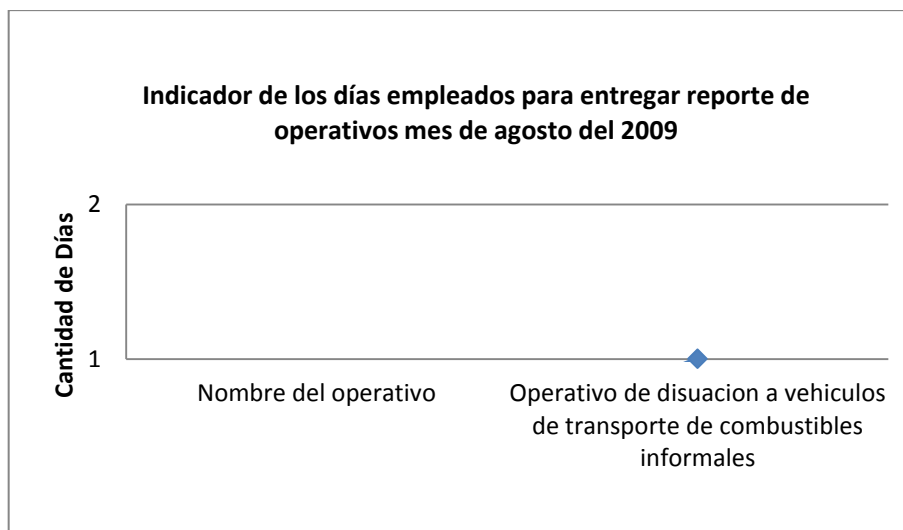 Indicador de los días empleados para entregar reporte de
operativos mes de agosto del 2009
Cantidad de Días
2
1
Nombre del operativo
Operativo de disuacion a vehiculos
de transporte de combustibles
informales